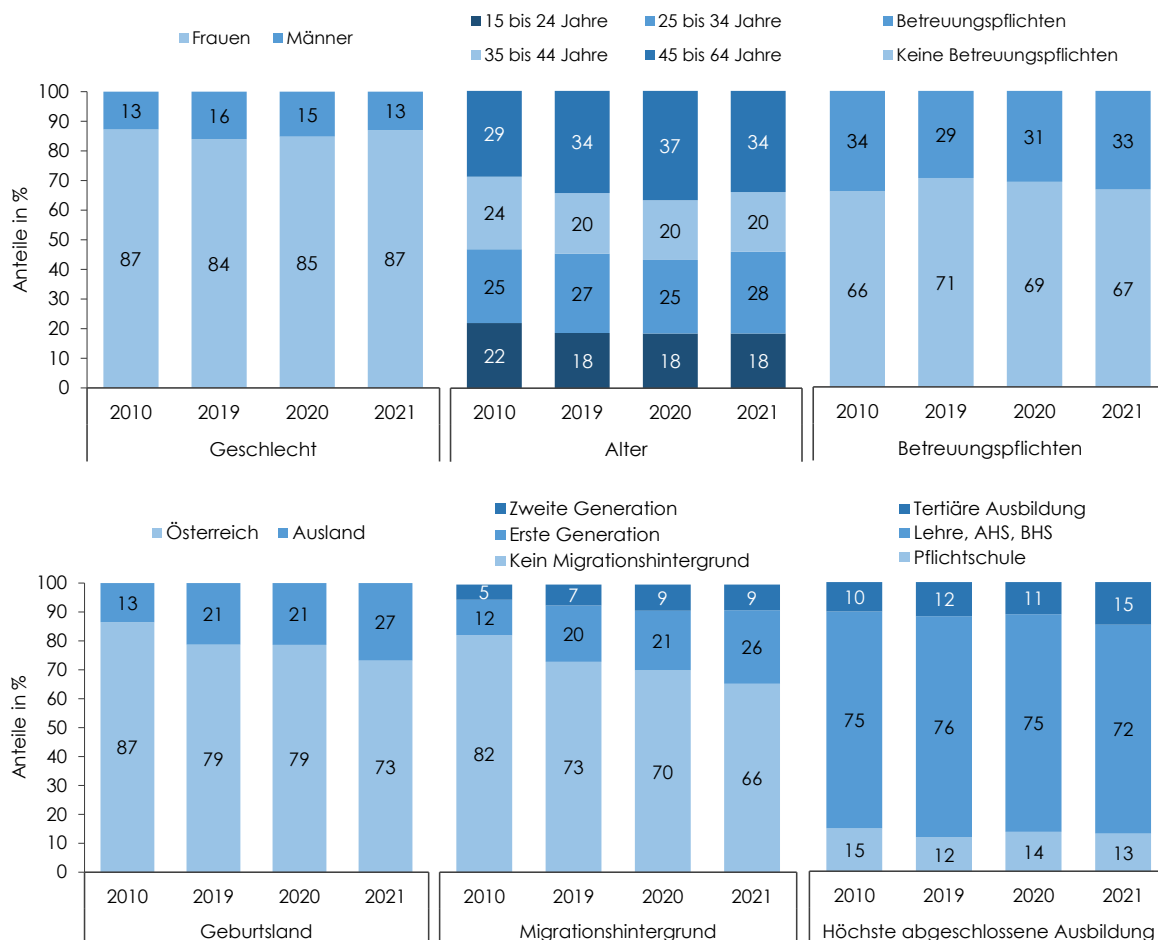 Frauen Männer
15 bis 24 Jahre 25 bis 34 Jahre
35 bis 44 Jahre 45 bis 64 Jahre
Betreuungspflichten
Keine Betreuungspflichten
Anteile in %
100
90
80
70
60
50
40
30
20
10
0
13 16 15 13
87 84 85 87
2010 2019 2020 2021
Geschlecht
29 34 37 34
24 20 20 20
25 27 25 28
22 18 18 18
2010 2019 2020 2021
Alter
34 29 31 33
66 71 69 67
2010 2019 2020 2021
Betreuungspflichten
Österreich Ausland
Zweite Generation
Erste Generation
Kein Migrationshintergrund
Tertiäre Ausbildung
Lehre, AHS, BHS
Pflichtschule
Anteile in %
100
90
80
70
60
50
40
30
20
10
0
13 21 21 27
87 79 79 73
2010 2019 2020 2021
Geburtsland
5 7 9 9
12 20 21 26
82 73 70 66
2010 2019 2020 2021
Migrationshintergrund
10 12 11 15
75 76 75 72
15 12 14 13
2010 2019 2020 2021
Höchste abgeschlossene Ausbildung